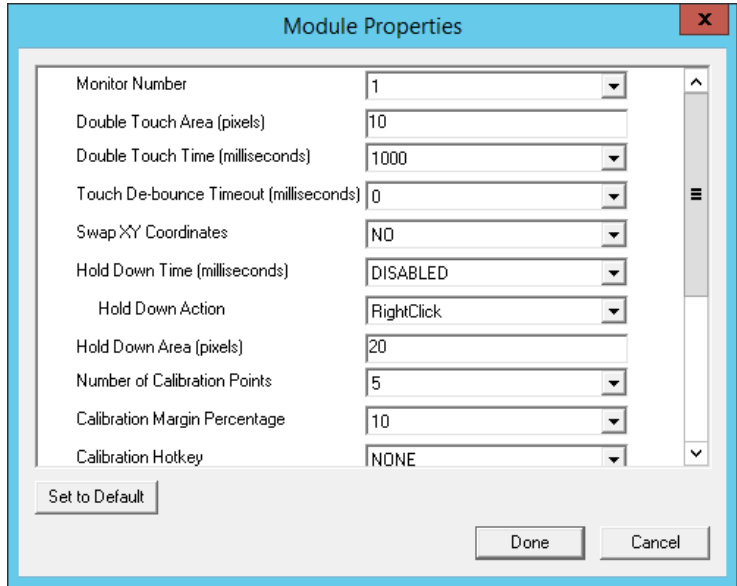 Module Properties
x
Monitor Number 1
Double Touch Area (pixels) 10
Double Touch Time (milliseconds) 1000
Touch De-bounce Timeout (milliseconds) 0
Swap XY Coordinates NO
Hold Down Time (milliseconds) DISABLED
Hold Down Action RightClick
Hold Down Area (pixels) 20
Number of Calibration Points 5
Calibration Margin Percentage 10
Calibration Hotkey NONE
Set to Default
Done Cancel